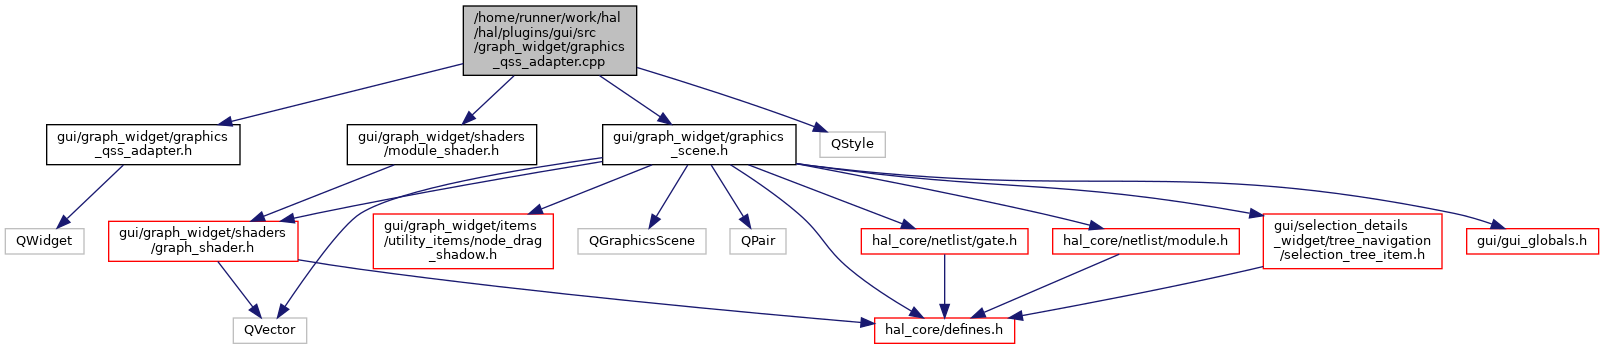 /home/runner/work/hal
/hal/plugins/gui/src
/graph_widget/graphics
_qss_adapter.cpp
gui/graph_widget/graphics
_qss_adapter.h
gui/graph_widget/shaders
/module_shader.h
gui/graph_widget/graphics
_scene.h
QStyle
QWidget
gui/graph_widget/shaders
/graph_shader.h
gui/graph_widget/items
/utility_items/node_drag
_shadow.h
QGraphicsScene
QPair
hal_core/netlist/gate.h
hal_core/netlist/module.h
gui/selection_details
_widget/tree_navigation
/selection_tree_item.h
gui/gui_globals.h
QVector
hal_core/defines.h